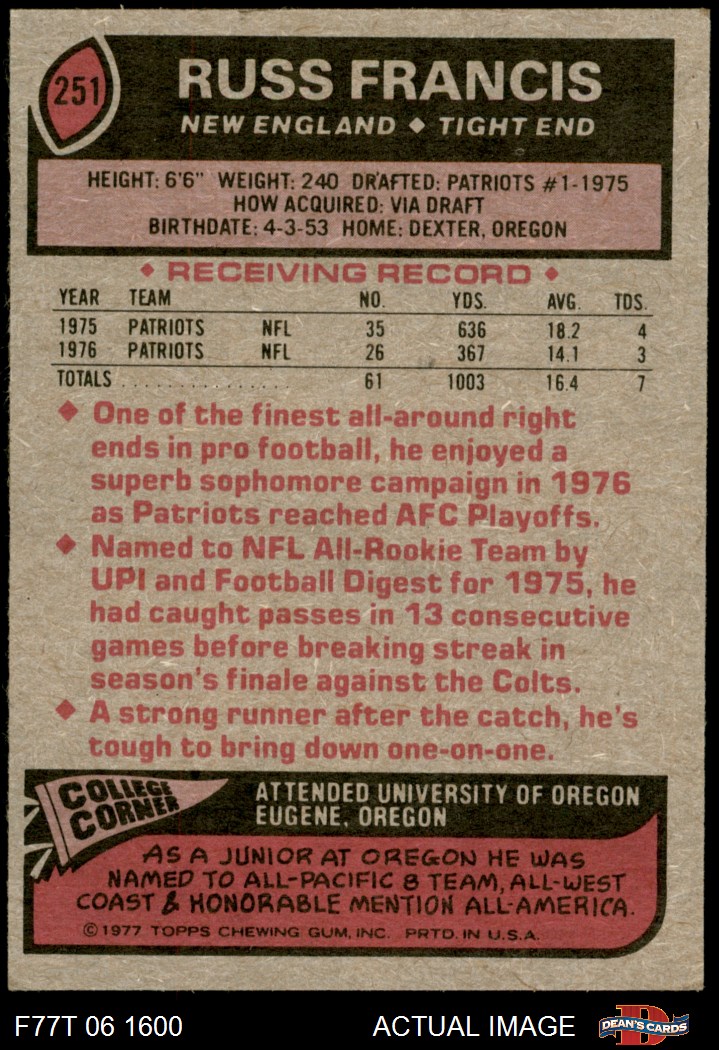 251
RUSS FRANCIS
NEW ENGLAND ◆ TIGHT END
HEIGHT: 6'6" WEIGHT: 240 DRAFTED: PATRIOTS #1-1975
HOW ACQUIRED: VIA DRAFT
BIRTHDATE: 4-3-53 HOME: DEXTER, OREGON
◆ RECEIVING RECORD ◆
YEAR TEAM NO. YDS. AVG. TDS.
1975 PATRIOTS NFL 35 636 18.2 4
1976 PATRIOTS NFL 26 367 14.1 3
TOTALS . . . . . . . . . . . . . . . 61 1003 16.4 7
◆ One of the finest all-around right
ends in pro football, he enjoyed a
superb sophomore campaign in 1976
as Patriots reached AFC Playoffs.
◆ Named to NFL All-Rookie Team by
UPI and Football Digest for 1975, he
had caught passes in 13 consecutive
games before breaking streak in
season's finale against the Colts.
◆ A strong runner after the catch, he's
tough to bring down one-on-one.
COLLEGE
CORNER
ATTENDED UNIVERSITY OF OREGON
EUGENE, OREGON
AS A JUNIOR AT OREGON HE WAS
NAMED TO ALL-PACIFIC 8 TEAM, ALL-WEST
COAST & HONORABLE MENTION ALL-AMERICA.
© 1977 TOPPS CHEWING GUM, INC. PRTD. IN U.S.A.
F77T 06 1600
ACTUAL IMAGE
D
DEAN'S CARDS